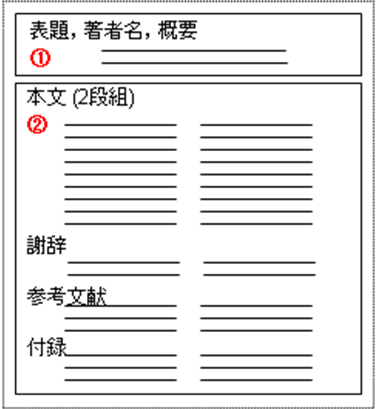 表題, 著者名, 概要
①
本文 (2段組)
②
謝辞
参考文献
付録